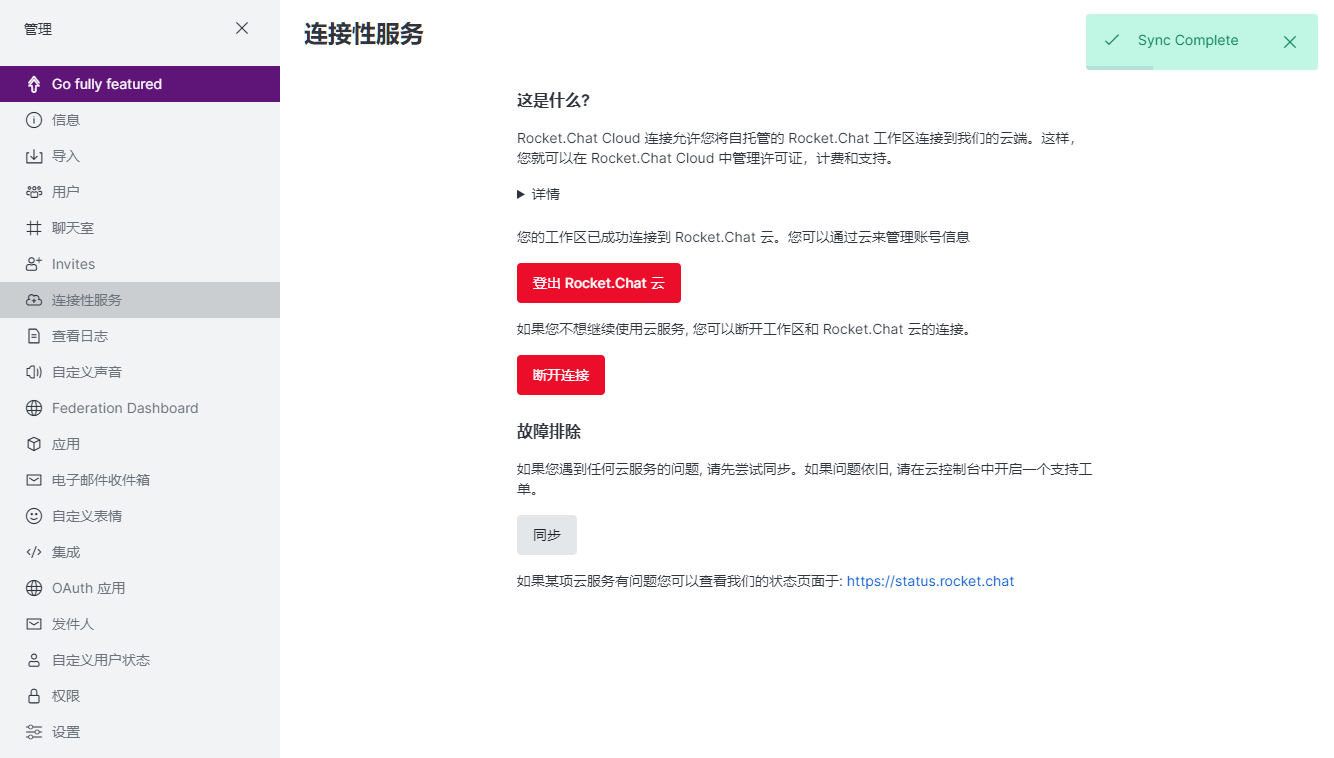 管理
Go fully featured
信息
导入
用户
聊天室
Invites
连接性服务
查看日志
自定义声音
Federation Dashboard
应用
电子邮件收件箱
自定义表情
集成
OAuth 应用
发件人
自定义用户状态
权限
设置
连接性服务
Sync Complete
这是什么?
Rocket.Chat Cloud 连接允许您将自托管的 Rocket.Chat 工作区连接到我们的云端。这样，
您就可以在 Rocket.Chat Cloud 中管理许可证，计费和支持。
详情
您的工作区已成功连接到 Rocket.Chat 云。您可以通过云来管理账号信息
登出 Rocket.Chat 云
如果您不想继续使用云服务, 您可以断开工作区和 Rocket.Chat 云的连接。
断开连接
故障排除
如果您遇到任何云服务的问题, 请先尝试同步。如果问题依旧, 请在云控制台中开启一个支持工
单。
同步
如果某项云服务有问题您可以查看我们的状态页面于: https://status.rocket.chat